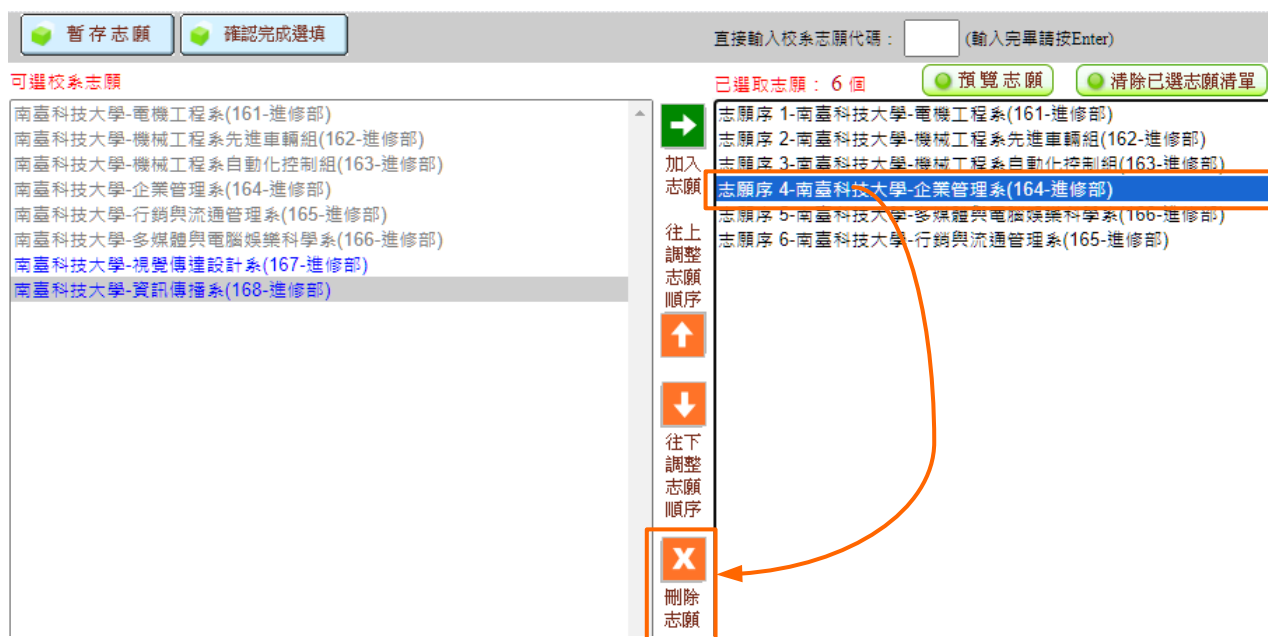 暫存志願
確認完成選填
直接輸入校系志願代碼：
(輸入完畢請按Enter)
可選校系志願
已選取志願：6 個
預覽志願
清除已選志願清單
南臺科技大學-電機工程系(161-進修部)
南臺科技大學-機械工程系先進車輛組(162-進修部)
南臺科技大學-機械工程系自動化控制組(163-進修部)
南臺科技大學-企業管理系(164-進修部)
南臺科技大學-行銷與流通管理系(165-進修部)
南臺科技大學-多媒體與電腦娛樂科學系(166-進修部)
南臺科技大學-視覺傳達設計系(167-進修部)
南臺科技大學-資訊傳播系(168-進修部)
加入
志願
往上
調整
志願
順序
往下
調整
志願
順序
X
刪除
志願
志願序 1-南臺科技大學-電機工程系(161-進修部)
志願序 2-南臺科技大學-機械工程系先進車輛組(162-進修部)
志願序 3-南臺科技大學-機械工程系自動化控制組(163-進修部)
志願序 4-南臺科技大學-企業管理系(164-進修部)
志願序 5-南臺科技大學-多媒體與電腦娛樂科學系(166-進修部)
志願序 6-南臺科技大學-行銷與流通管理系(165-進修部)